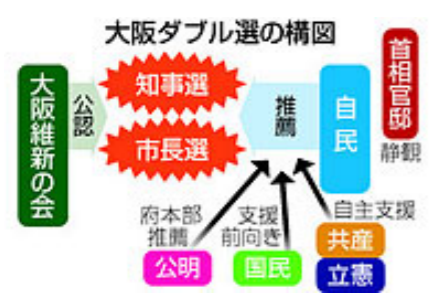 大阪ダブル選の構図
大阪維新の会
公認
知事選
市長選
推薦
自民
首相官邸
静観
府本部
推薦
支援
前向き
自主支援
公明
国民
共産
立憲